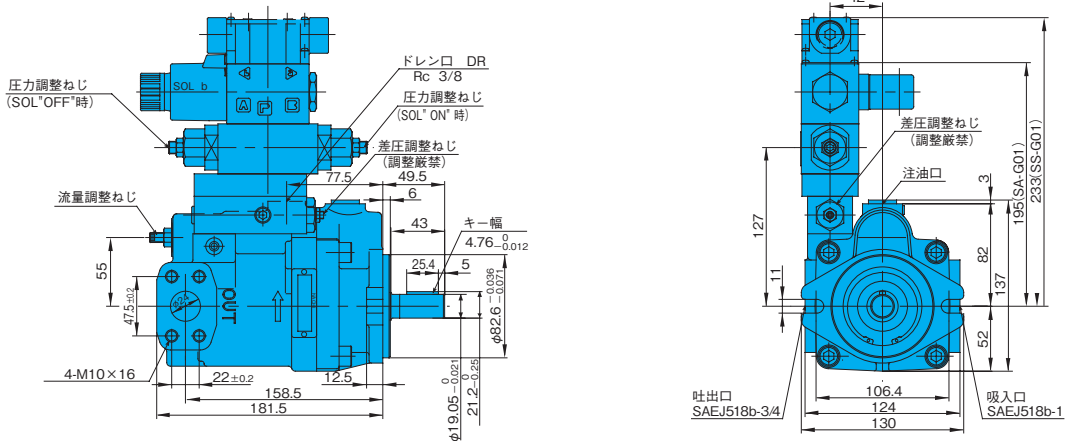 圧力調整ねじ
(SOL"OFF"時)
流量調整ねじ
SOL b
A P B
ドレン口 DR
Rc 3/8
圧力調整ねじ
(SOL"ON"時)
差圧調整ねじ
(調整厳禁)
77.5
49.5
6
43
キー幅
4.76 0 -0.012
25.4
5
55
47.5±0.2
φ24
OUT
4-M10×16
22±0.2
12.5
158.5
181.5
φ82.6 -0.036 -0.071
φ19.05 0 -0.021
21.2 0 -0.25
42
差圧調整ねじ
(調整厳禁)
注油口
127
11
3
82
137
52
195(SA-G01)
233(SS-G01)
106.4
124
130
吐出口
SAEJ518b-3/4
吸入口
SAEJ518b-1